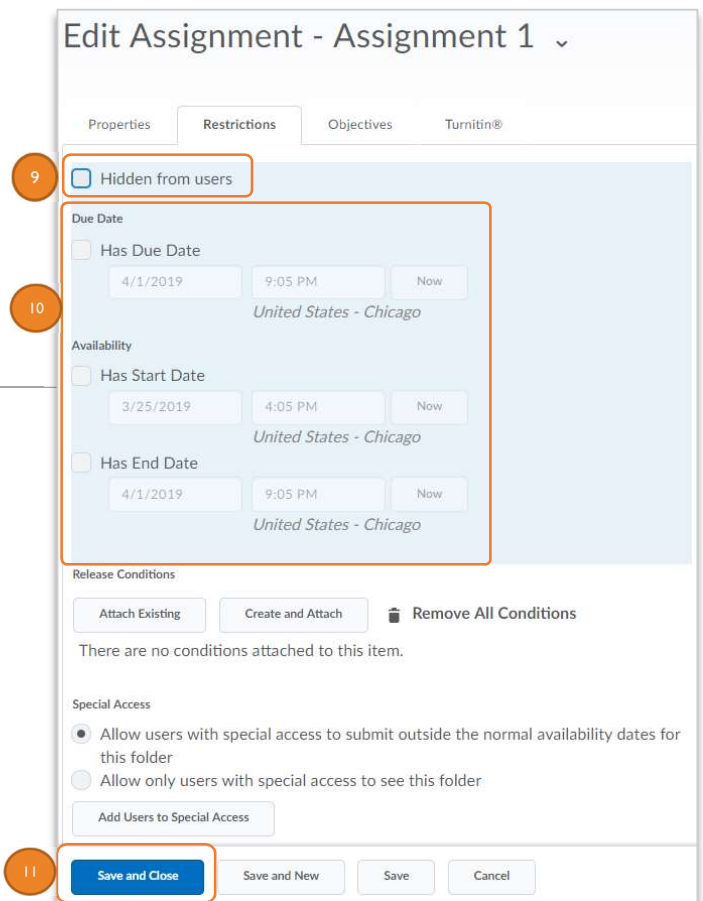 Edit Assignment - Assignment 1
Properties Restrictions Objectives Turnitin®
9 Hidden from users
Due Date
Has Due Date
4/1/2019 9:05 PM Now
10
United States - Chicago
Availability
Has Start Date
3/25/2019 4:05 PM Now
United States - Chicago
Has End Date
4/1/2019 9:05 PM Now
United States - Chicago
Release Conditions
Attach Existing Create and Attach Remove All Conditions
There are no conditions attached to this item.
Special Access
Allow users with special access to submit outside the normal availability dates for
this folder
Allow only users with special access to see this folder
Add Users to Special Access
11 Save and Close Save and New Save Cancel